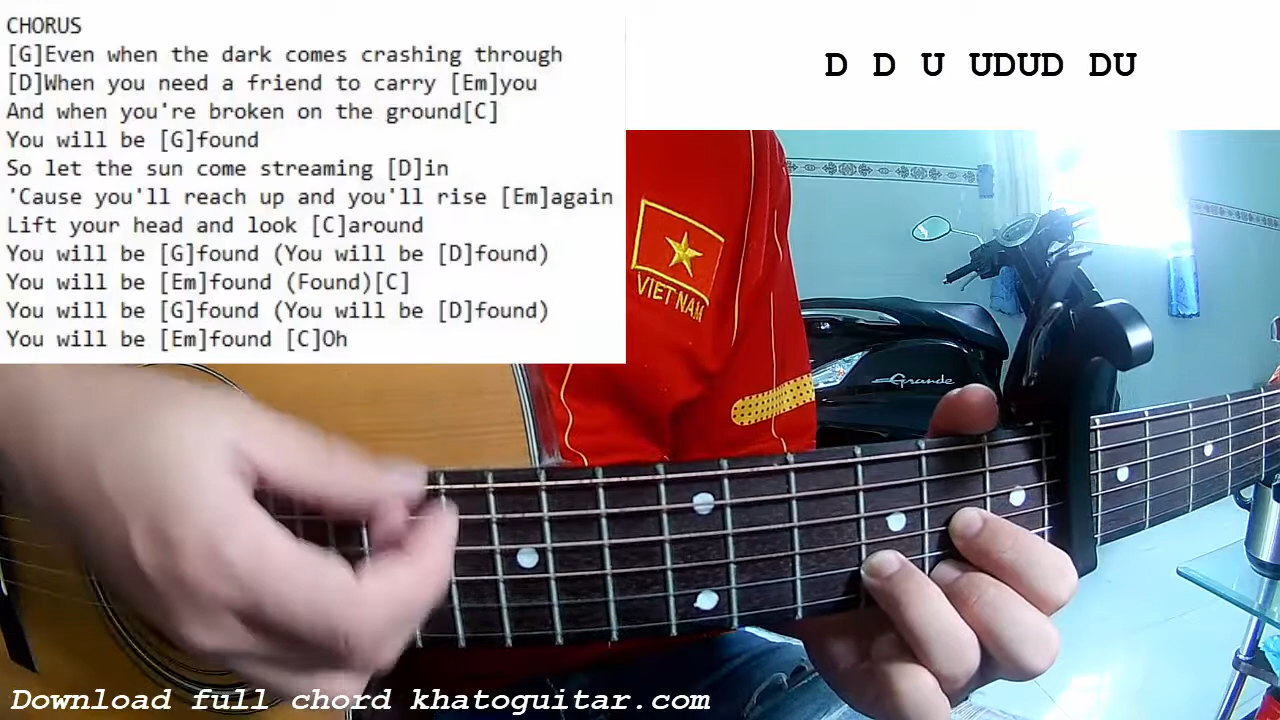 CHORUS
[G]Even when the dark comes crashing through
[D]When you need a friend to carry [Em]you
And when you're broken on the ground[C]
You will be [G]found
So let the sun come streaming [D]in
'Cause you'll reach up and you'll rise [Em]again
Lift your head and look [C]around
You will be [G]found (You will be [D]found)
You will be [Em]found (Found)[C]
You will be [G]found (You will be [D]found)
You will be [Em]found [C]Oh
D D U UDUD DU
VIET NAM
Grande
Download full chord khatoguitar.com